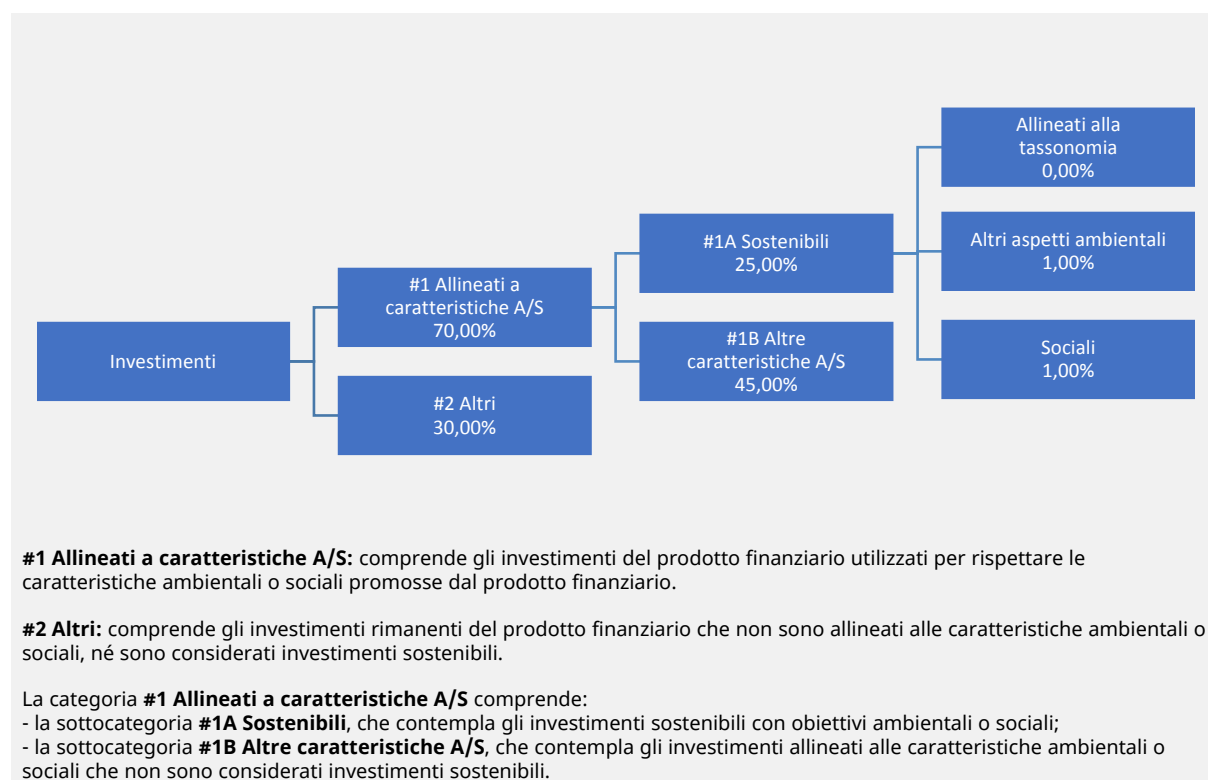 Investimenti
#1 Allineati a
caratteristiche A/S
70,00%
#2 Altri
30,00%
#1A Sostenibili
25,00%
#1B Altre
caratteristiche A/S
45,00%
Allineati alla
tassonomia
0,00%
Altri aspetti ambientali
1,00%
Sociali
1,00%
#1 Allineati a caratteristiche A/S: comprende gli investimenti del prodotto finanziario utilizzati per rispettare le
caratteristiche ambientali o sociali promosse dal prodotto finanziario.
#2 Altri: comprende gli investimenti rimanenti del prodotto finanziario che non sono allineati alle caratteristiche ambientali o
sociali, né sono considerati investimenti sostenibili.
La categoria #1 Allineati a caratteristiche A/S comprende:
- la sottocategoria #1A Sostenibili, che contempla gli investimenti sostenibili con obiettivi ambientali o sociali;
- la sottocategoria #1B Altre caratteristiche A/S, che contempla gli investimenti allineati alle caratteristiche ambientali o
sociali che non sono considerati investimenti sostenibili.